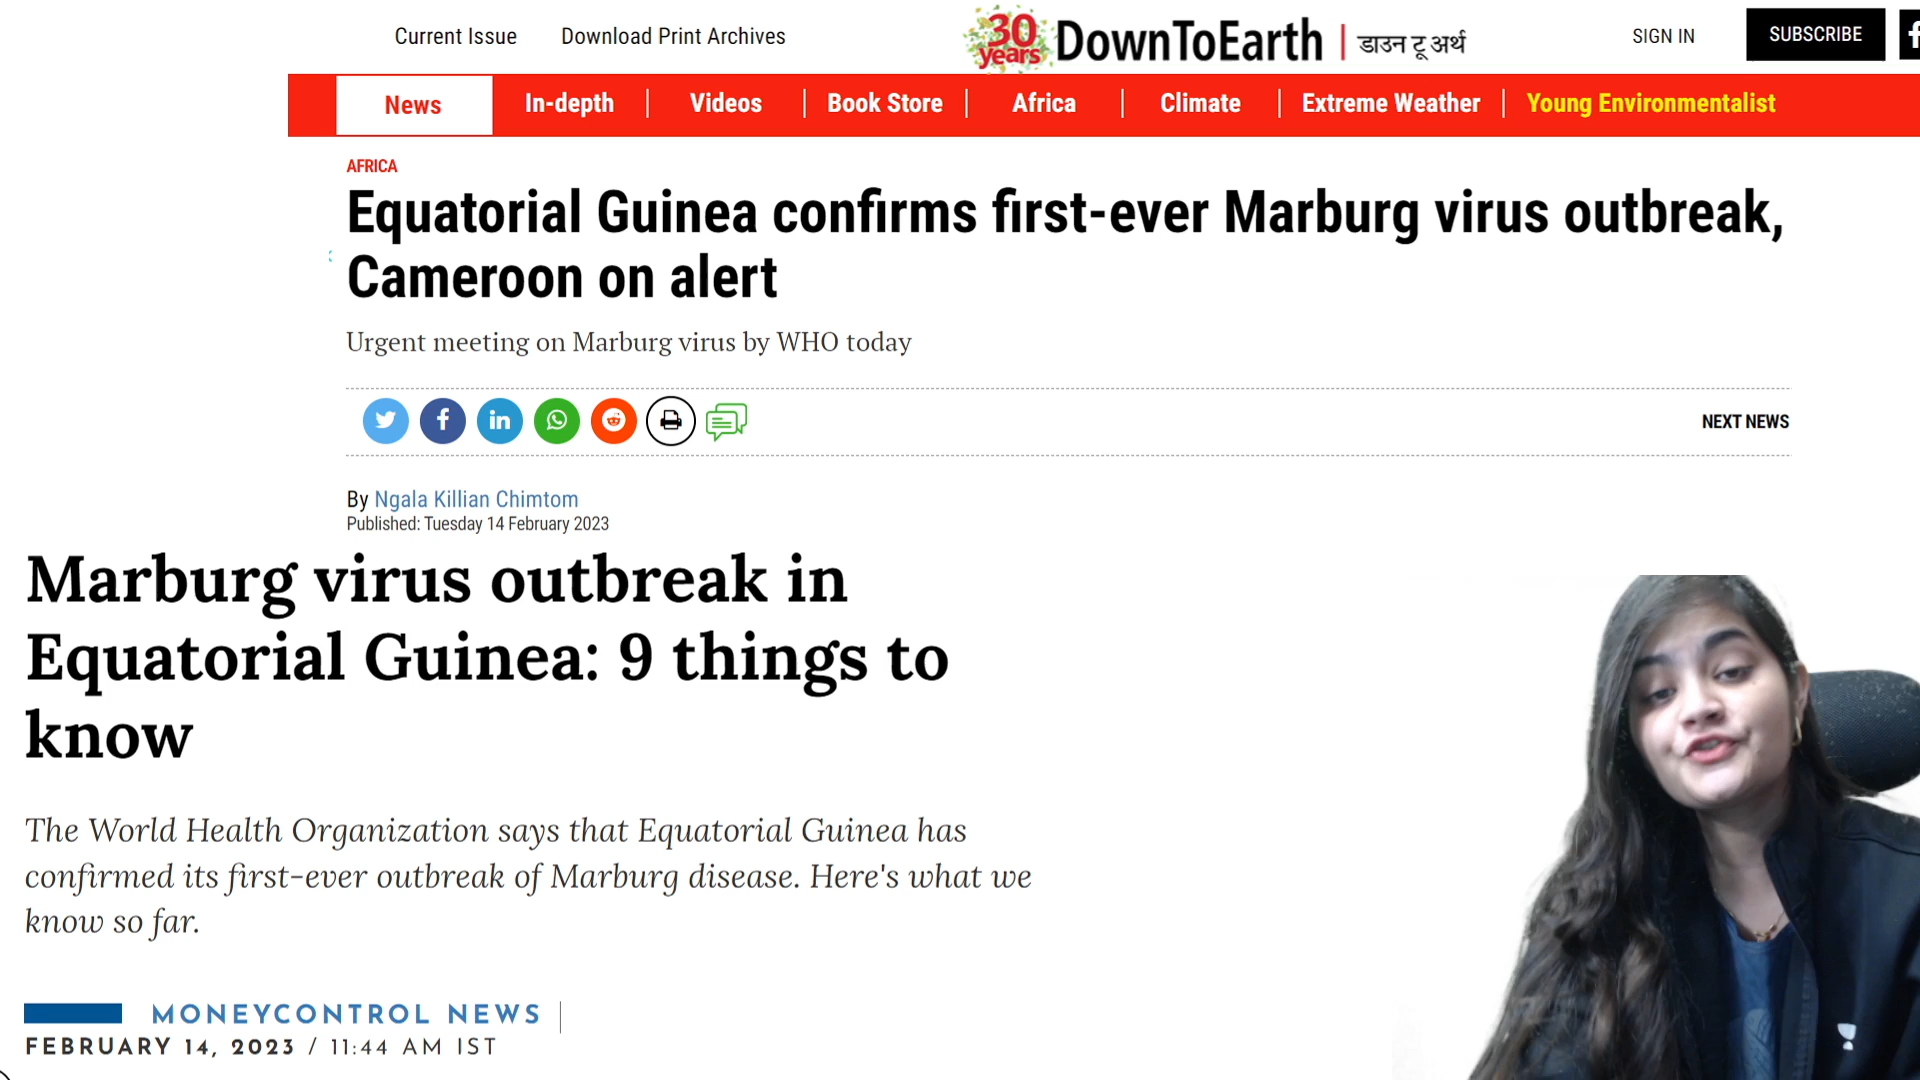 Current Issue Download Print Archives
30 years DownToEarth | डाउन टू अर्थ
SIGN IN SUBSCRIBE
News In-depth Videos Book Store Africa Climate Extreme Weather Young Environmentalist
AFRICA
Equatorial Guinea confirms first-ever Marburg virus outbreak,
Cameroon on alert
Urgent meeting on Marburg virus by WHO today
NEXT NEWS
By Ngala Killian Chimtom
Published: Tuesday 14 February 2023
Marburg virus outbreak in
Equatorial Guinea: 9 things to
know
The World Health Organization says that Equatorial Guinea has
confirmed its first-ever outbreak of Marburg disease. Here's what we
know so far.
MONEYCONTROL NEWS
FEBRUARY 14, 2023 / 11:44 AM IST